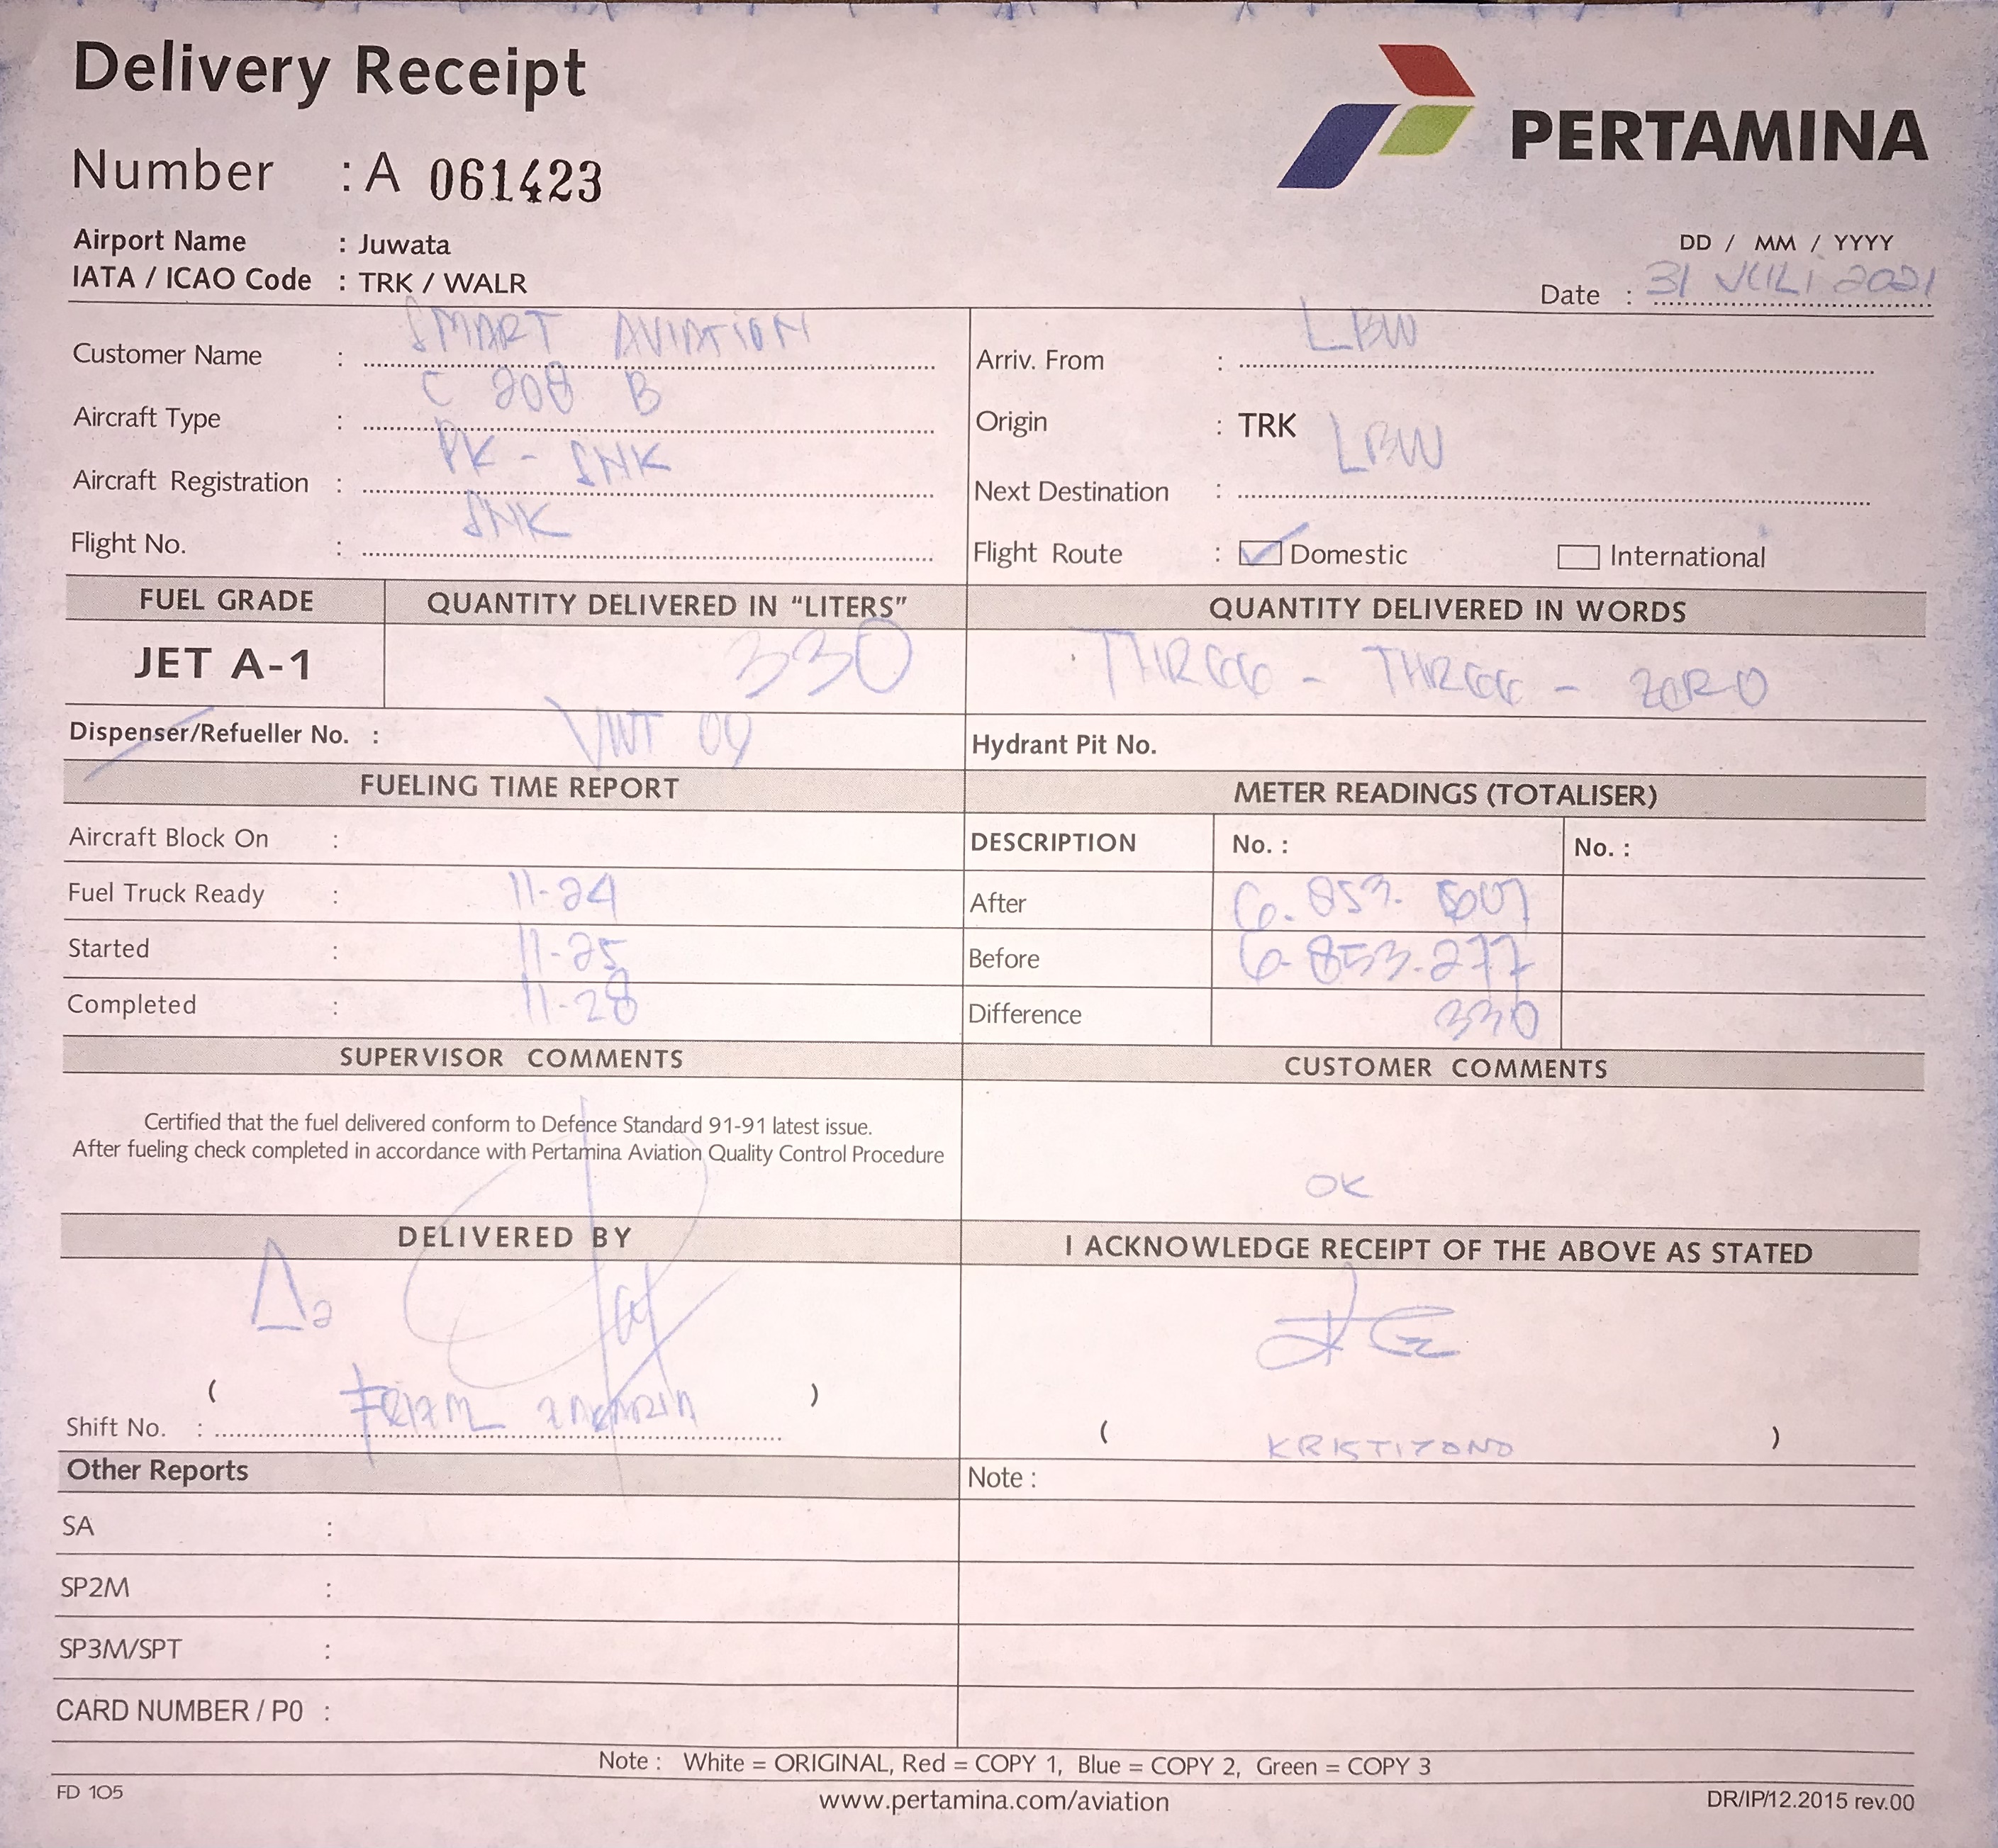 Delivery Receipt
PERTAMINA
Number : A 061423
Airport Name : Juwata
IATA / ICAO Code : TRK / WALR
DD / MM / YYYY
Date : 31 JULI 2021
Customer Name : SMART AVIATION
Arriv. From : LBW
Aircraft Type : C 208 B
Origin : TRK
Aircraft Registration : PK - SNK
Next Destination : LBW
Flight No. : SNK
Flight Route : Domestic International
FUEL GRADE QUANTITY DELIVERED IN “LITERS” QUANTITY DELIVERED IN WORDS
JET A-1 330 THREE - THREE - ZERO
Dispenser/Refueller No. : 09
Hydrant Pit No.
FUELING TIME REPORT METER READINGS (TOTALISER)
Aircraft Block On :
DESCRIPTION No. : No. :
Fuel Truck Ready : 11-24
After 6.853. 607
Started : 11-25
Before 6.853.277
Completed : 11-28
Difference 330
SUPERVISOR COMMENTS CUSTOMER COMMENTS
Certified that the fuel delivered conform to Defence Standard 91-91 latest issue.
After fueling check completed in accordance with Pertamina Aviation Quality Control Procedure
OK
DELIVERED BY I ACKNOWLEDGE RECEIPT OF THE ABOVE AS STATED
( )
Shift No. :
( )
Other Reports Note :
SA :
SP2M :
SP3M/SPT :
CARD NUMBER / P0 :
Note : White = ORIGINAL, Red = COPY 1, Blue = COPY 2, Green = COPY 3
FD 105 www.pertamina.com/aviation DR/IP/12.2015 rev.00